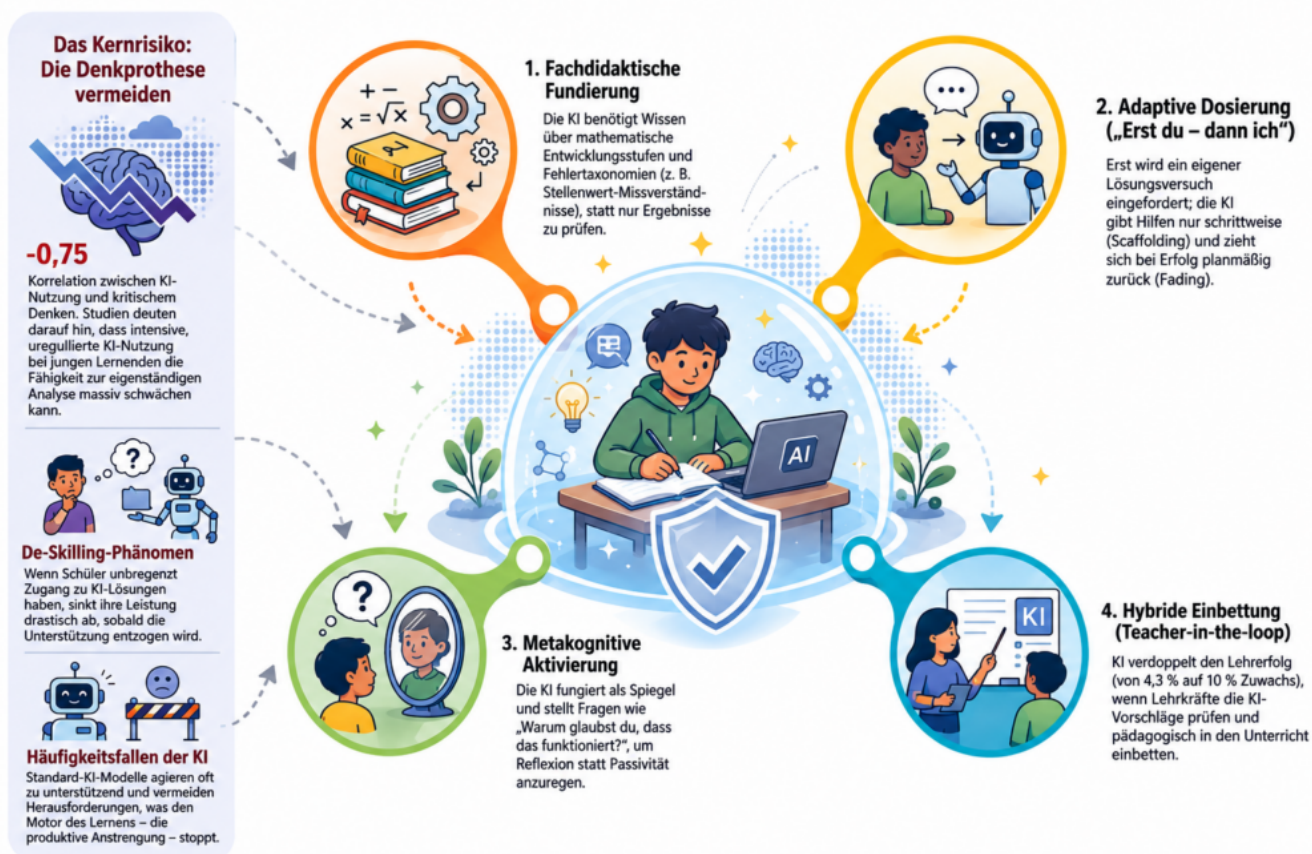 Das Kernrisiko:
Die Denkprothese
vermeiden
-0,75
Korrelation zwischen KI-
Nutzung und kritischem
Denken. Studien deuten
darauf hin, dass intensive,
uregullierte KI-Nutzung
bei jungen Lernenden die
Fähigkeit zur eigenständigen
Analyse massiv schwächen
kann.
?
De-Skilling-Phänomen
Wenn Schüler unbregenzt
Zugang zu KI-Lösungen
haben, sinkt ihre Leistung
drastisch ab, sobald die
Unterstützung entzogen wird.
Häufigkeitsfallen der KI
Standard-KI-Modelle agieren oft
zu unterstützend und vermeiden
Herausforderungen, was den
Motor des Lernens – die
produktive Anstrengung – stoppt.
+ −
x = √x
1. Fachdidaktische
Fundierung
Die KI benötigt Wissen
über mathematische
Entwicklungsstufen und
Fehlertaxonomien (z. B.
Stellenwert-Missverständ-
nisse), statt nur Ergebnisse
zu prüfen.
...
2. Adaptive Dosierung
(„Erst du – dann ich“)
Erst wird ein eigener
Lösungsversuch
eingefordert; die KI
gibt Hilfen nur schrittweise
(Scaffolding) und zieht
sich bei Erfolg planmäßig
zurück (Fading).
AI
?
3. Metakognitive
Aktivierung
Die KI fungiert als Spiegel
und stellt Fragen wie
„Warum glaubst du, dass
das funktioniert?“, um
Reflexion statt Passivität
anzuregen.
KI
4. Hybride Einbettung
(Teacher-in-the-loop)
KI verdoppelt den Lehrerfolg
(von 4,3 % auf 10 % Zuwachs),
wenn Lehrkräfte die KI-
Vorschläge prüfen und
pädagogisch in den Unterricht
einbetten.